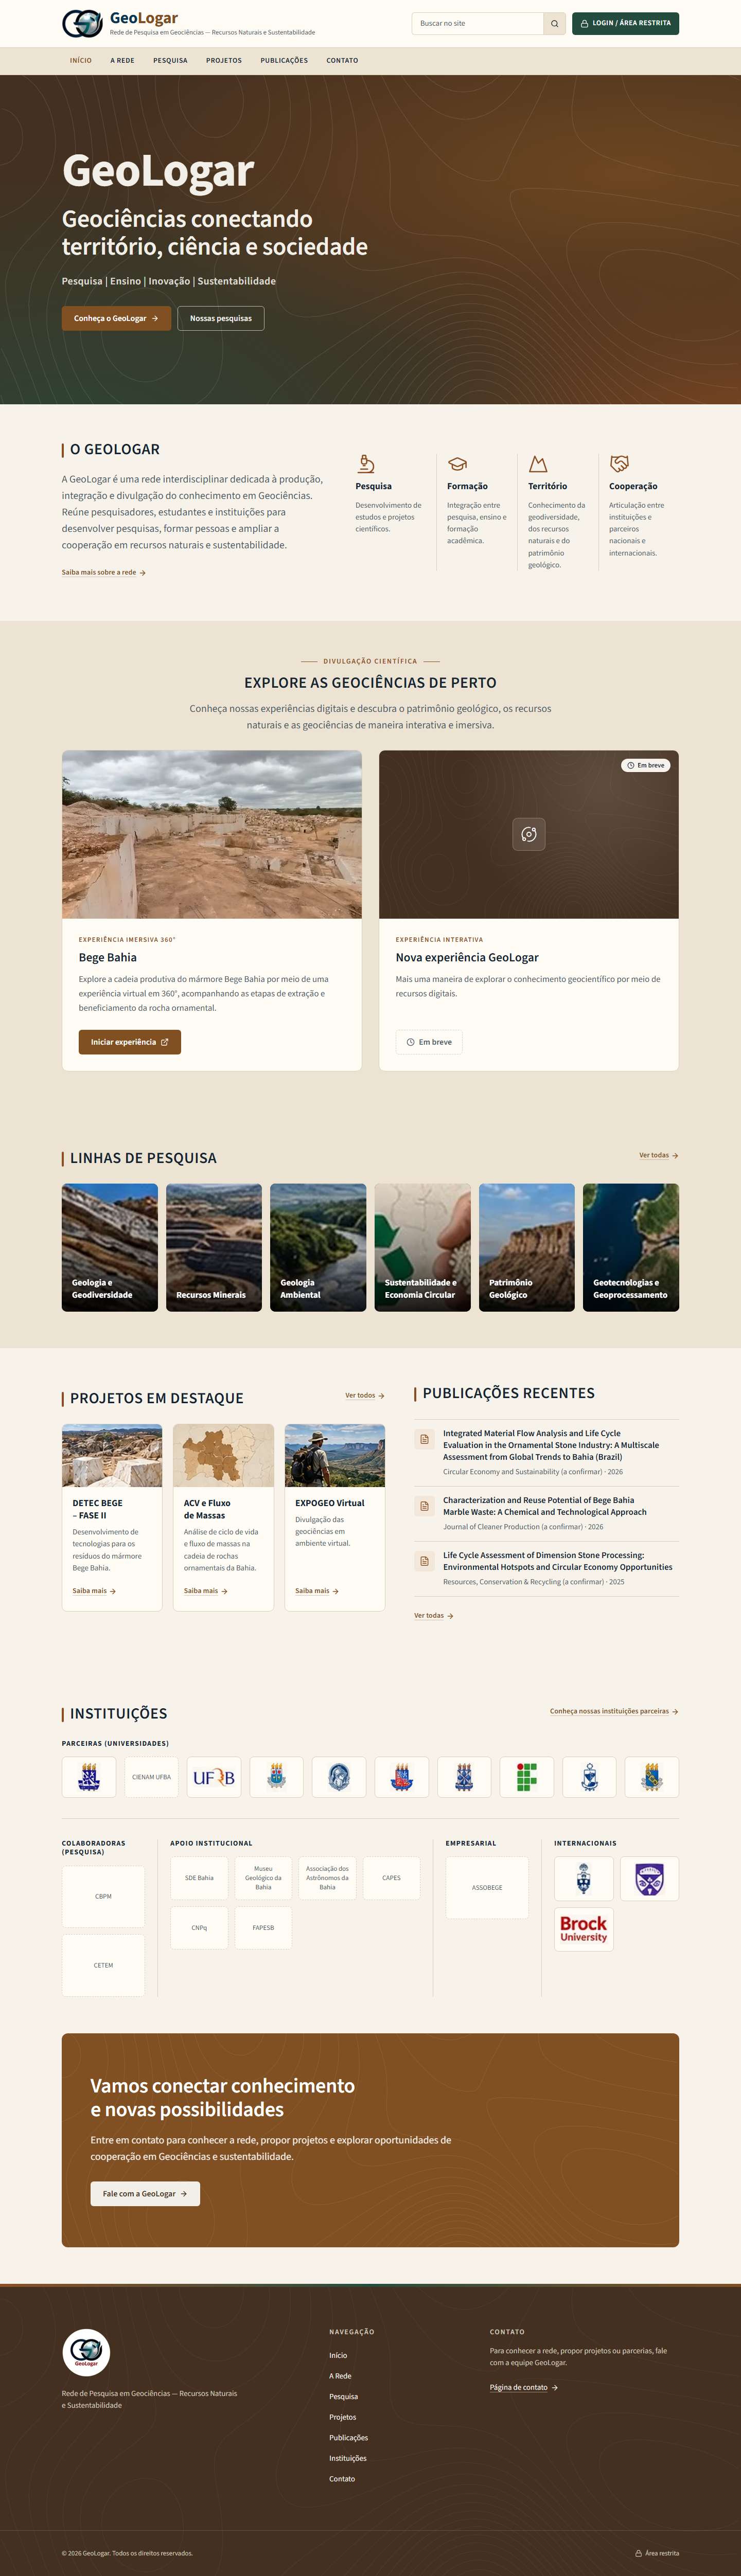 GeoLogar
Rede de Pesquisa em Geociências — Recursos Naturais e Sustentabilidade
Buscar no site
LOGIN / ÁREA RESTRITA
INÍCIO
A REDE
PESQUISA
PROJETOS
PUBLICAÇÕES
CONTATO
GeoLogar
Geociências conectando
território, ciência e sociedade
Pesquisa | Ensino | Inovação | Sustentabilidade
Conheça o GeoLogar
Nossas pesquisas
O GEOLOGAR
A GeoLogar é uma rede interdisciplinar dedicada à produção,
integração e divulgação do conhecimento em Geociências.
Reúne pesquisadores, estudantes e instituições para
desenvolver pesquisas, formar pessoas e ampliar a
cooperação em recursos naturais e sustentabilidade.
Saiba mais sobre a rede
Pesquisa
Desenvolvimento de
estudos e projetos
científicos.
Formação
Integração entre
pesquisa, ensino e
formação
acadêmica.
Território
Conhecimento da
geodiversidade,
dos recursos
naturais e do
patrimônio
geológico.
Cooperação
Articulação entre
instituições e
parceiros
nacionais e
internacionais.
DIVULGAÇÃO CIENTÍFICA
EXPLORE AS GEOCIÊNCIAS DE PERTO
Conheça nossas experiências digitais e descubra o patrimônio geológico, os recursos
naturais e as geociências de maneira interativa e imersiva.
EXPERIÊNCIA IMERSIVA 360°
Bege Bahia
Explore a cadeia produtiva do mármore Bege Bahia por meio de uma
experiência virtual em 360°, acompanhando as etapas de extração e
beneficiamento da rocha ornamental.
Iniciar experiência
Em breve
EXPERIÊNCIA INTERATIVA
Nova experiência GeoLogar
Mais uma maneira de explorar o conhecimento geocientífico por meio de
recursos digitais.
Em breve
LINHAS DE PESQUISA
Ver todas
Geologia e
Geodiversidade
Recursos Minerais
Geologia
Ambiental
Sustentabilidade e
Economia Circular
Patrimônio
Geológico
Geotecnologias e
Geoprocessamento
PROJETOS EM DESTAQUE
Ver todos
DETEC BEGE
– FASE II
Desenvolvimento de
tecnologias para os
resíduos do mármore
Bege Bahia.
Saiba mais
ACV e Fluxo
de Massas
Análise de ciclo de vida
e fluxo de massas na
cadeia de rochas
ornamentais da Bahia.
Saiba mais
EXPOGEO Virtual
Divulgação das
geociências em
ambiente virtual.
Saiba mais
PUBLICAÇÕES RECENTES
Integrated Material Flow Analysis and Life Cycle
Evaluation in the Ornamental Stone Industry: A Multiscale
Assessment from Global Trends to Bahia (Brazil)
Circular Economy and Sustainability (a confirmar) · 2026
Characterization and Reuse Potential of Bege Bahia
Marble Waste: A Chemical and Technological Approach
Journal of Cleaner Production (a confirmar) · 2026
Life Cycle Assessment of Dimension Stone Processing:
Environmental Hotspots and Circular Economy Opportunities
Resources, Conservation & Recycling (a confirmar) · 2025
Ver todas
INSTITUIÇÕES
Conheça nossas instituições parceiras
PARCEIRAS (UNIVERSIDADES)
CIENAM UFBA
UFRB
COLABORADORAS
(PESQUISA)
CBPM
CETEM
APOIO INSTITUCIONAL
SDE Bahia
Museu
Geológico da
Bahia
Associação dos
Astrônomos da
Bahia
CAPES
CNPq
FAPESB
EMPRESARIAL
ASSOBEGE
INTERNACIONAIS
Brock
University
Vamos conectar conhecimento
e novas possibilidades
Entre em contato para conhecer a rede, propor projetos e explorar oportunidades de
cooperação em Geociências e sustentabilidade.
Fale com a GeoLogar
GeoLogar
Rede de Pesquisa em Geociências — Recursos Naturais
e Sustentabilidade
NAVEGAÇÃO
Início
A Rede
Pesquisa
Projetos
Publicações
Instituições
Contato
CONTATO
Para conhecer a rede, propor projetos ou parcerias, fale
com a equipe GeoLogar.
Página de contato
© 2026 GeoLogar. Todos os direitos reservados.
Área restrita